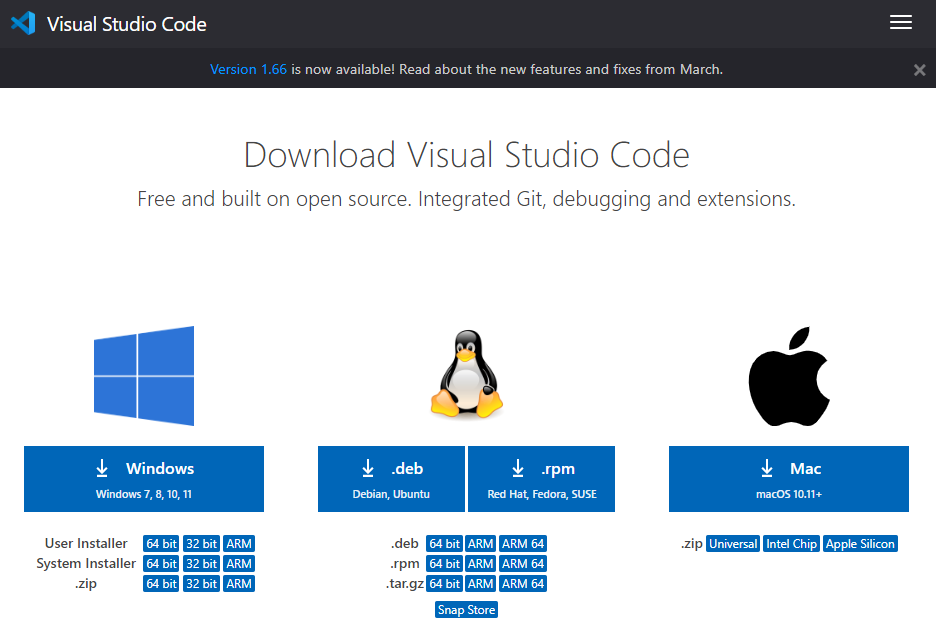 Visual Studio Code
Version 1.66 is now available! Read about the new features and fixes from March.
Download Visual Studio Code
Free and built on open source. Integrated Git, debugging and extensions.
Windows
Windows 7, 8, 10, 11
User Installer 64 bit 32 bit ARM
System Installer 64 bit 32 bit ARM
.zip 64 bit 32 bit ARM
.deb
Debian, Ubuntu
.rpm
Red Hat, Fedora, SUSE
.deb 64 bit ARM ARM 64
.rpm 64 bit ARM ARM 64
.tar.gz 64 bit ARM ARM 64
Snap Store
Mac
macOS 10.11+
.zip Universal Intel Chip Apple Silicon